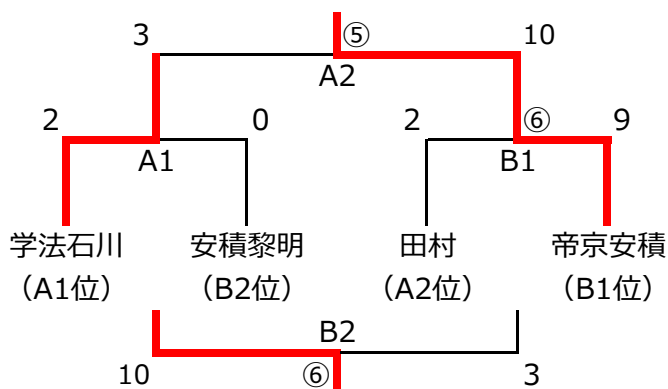 3 ⑤ 10
A2
2 0 2 ⑥ 9
A1 B1
学法石川 安積黎明 田村 帝京安積
（A1位） （B2位） （A2位） （B1位）
B2
10 ⑥ 3